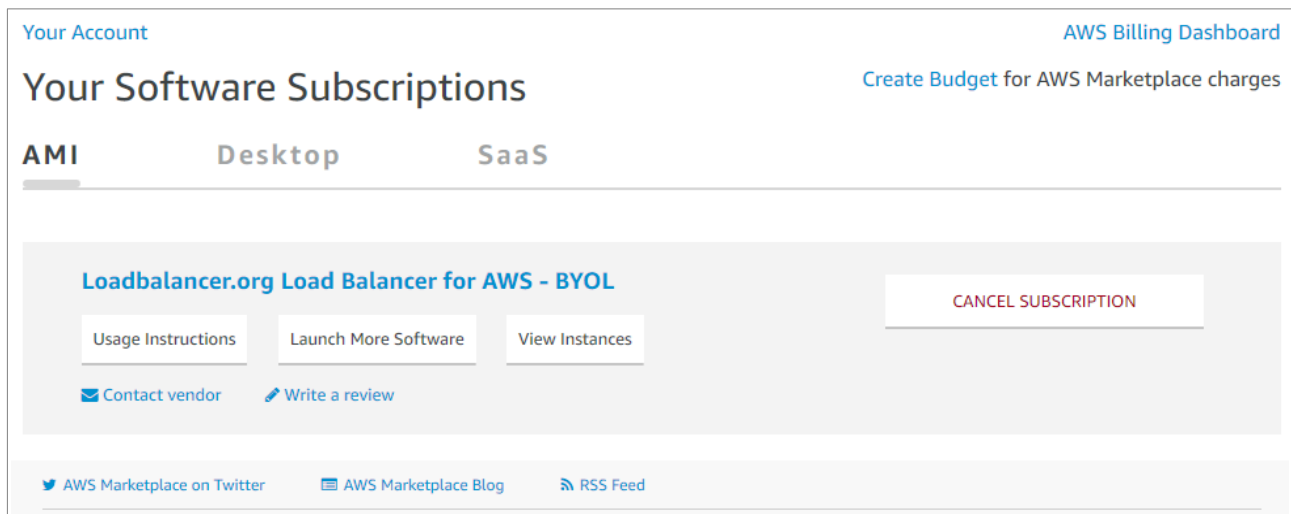 Your Account
AWS Billing Dashboard
Your Software Subscriptions
Create Budget for AWS Marketplace charges
AMI Desktop SaaS
Loadbalancer.org Load Balancer for AWS - BYOL
CANCEL SUBSCRIPTION
Usage Instructions Launch More Software View Instances
Contact vendor Write a review
AWS Marketplace on Twitter AWS Marketplace Blog RSS Feed